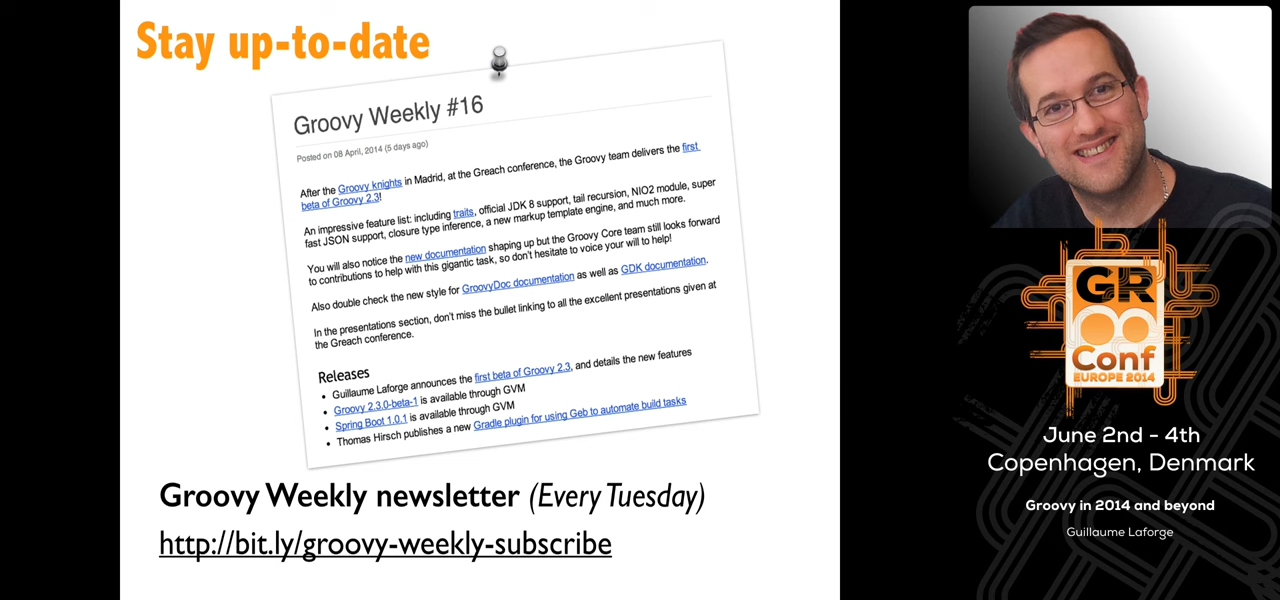 Stay up-to-date
Groovy Weekly #16
Posted on 08 April, 2014 (5 days ago)
After the Groovy knights in Madrid, at the Greach conference, the Groovy team delivers the first
beta of Groovy 2.3!
An impressive feature list: including traits, official JDK 8 support, tail recursion, NIO2 module, super
fast JSON support, closure type inference, a new markup template engine, and much more.
You will also notice the new documentation shaping up but the Groovy Core team still looks forward
to contributions to help with this gigantic task, so don't hesitate to voice your will to help!
Also double check the new style for GroovyDoc documentation as well as GDK documentation.
In the presentations section, don't miss the bullet linking to all the excellent presentations given at
the Greach conference.
Releases
• Guillaume Laforge announces the first beta of Groovy 2.3, and details the new features
• Groovy 2.3.0-beta-1 is available through GVM
• Spring Boot 1.0.1 is available through GVM
• Thomas Hirsch publishes a new Gradle plugin for using Geb to automate build tasks
Groovy Weekly newsletter (Every Tuesday)
http://bit.ly/groovy-weekly-subscribe
GR
OO
Conf
EUROPE 2014
June 2nd - 4th
Copenhagen, Denmark
Groovy in 2014 and beyond
Guillaume Laforge